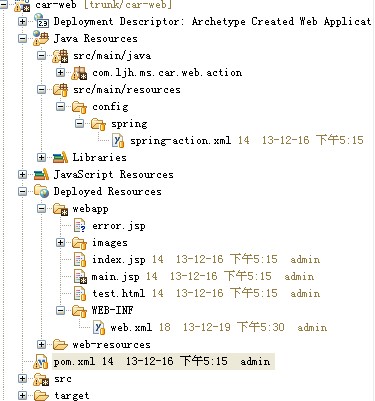 car-web [trunk/car-web]
Deployment Descriptor: Archetype Created Web Applicat
Java Resources
src/main/java
com.ljh.ms.car.web.action
src/main/resources
config
spring
spring-action.xml 14 13-12-16 下午5:15
Libraries
JavaScript Resources
Deployed Resources
webapp
error.jsp
images
index.jsp 14 13-12-16 下午5:15 admin
main.jsp 14 13-12-16 下午5:15 admin
test.html 14 13-12-16 下午5:15 admin
WEB-INF
web.xml 18 13-12-19 下午5:30 admin
web-resources
pom.xml 14 13-12-16 下午5:15 admin
src
target